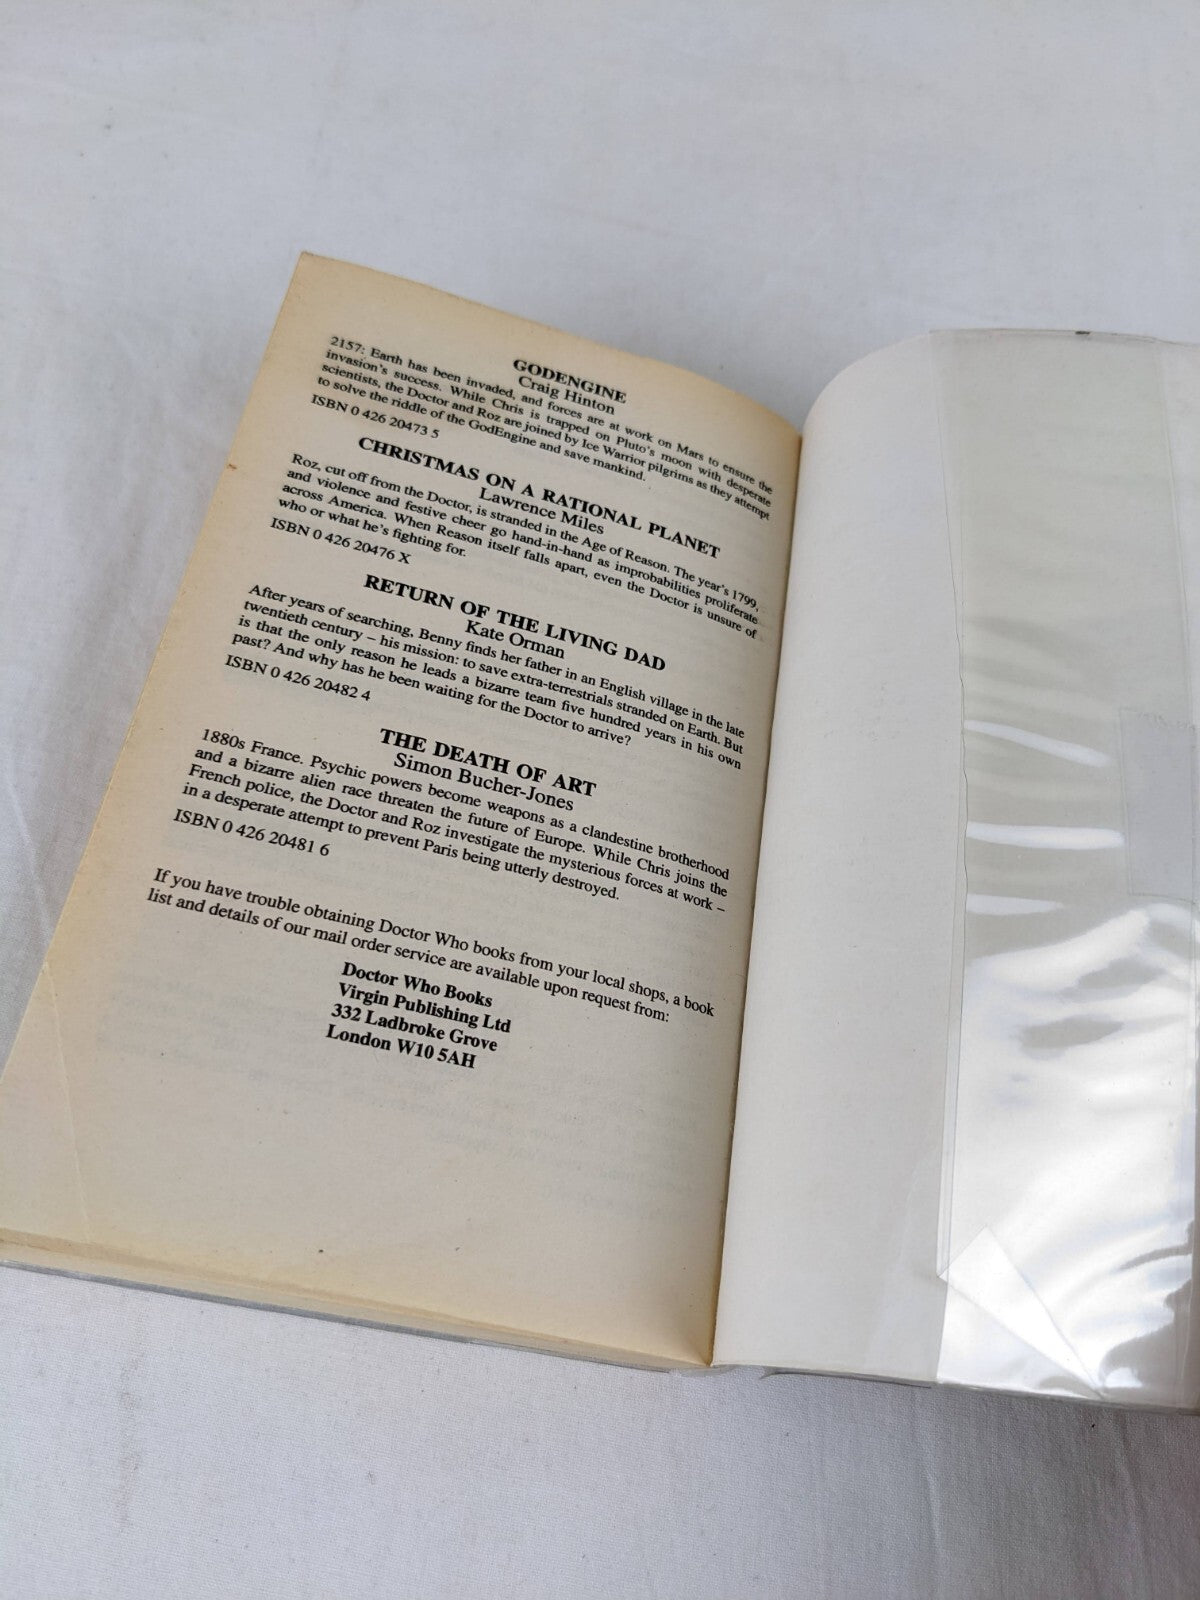 GODENGINE
Craig Hinton
2157: Earth has been invaded, and forces are at work on Mars to ensure the
invasion's success. While Chris is trapped on Pluto's moon with desperate
scientists, the Doctor and Roz are joined by Ice Warrior pilgrims as they attempt
to solve the riddle of the GodEngine and save mankind.
ISBN 0 426 20473 5
CHRISTMAS ON A RATIONAL PLANET
Lawrence Miles
Roz, cut off from the Doctor, is stranded in the Age of Reason. The year's 1799,
and violence and festive cheer go hand-in-hand as improbabilities proliferate
across America. When Reason itself falls apart, even the Doctor is unsure of
who or what he's fighting for.
ISBN 0 426 20476 X
RETURN OF THE LIVING DAD
Kate Orman
After years of searching, Benny finds her father in an English village in the late
twentieth century – his mission: to save extra-terrestrials stranded on Earth. But
is that the only reason he leads a bizarre team five hundred years in his own
past? And why has he been waiting for the Doctor to arrive?
ISBN 0 426 20482 4
THE DEATH OF ART
Simon Bucher-Jones
1880s France. Psychic powers become weapons as a clandestine brotherhood
and a bizarre alien race threaten the future of Europe. While Chris joins the
French police, the Doctor and Roz investigate the mysterious forces at work –
in a desperate attempt to prevent Paris being utterly destroyed.
ISBN 0 426 20481 6
If you have trouble obtaining Doctor Who books from your local shops, a book
list and details of our mail order service are available upon request from:
Doctor Who Books
Virgin Publishing Ltd
332 Ladbroke Grove
London W10 5AH